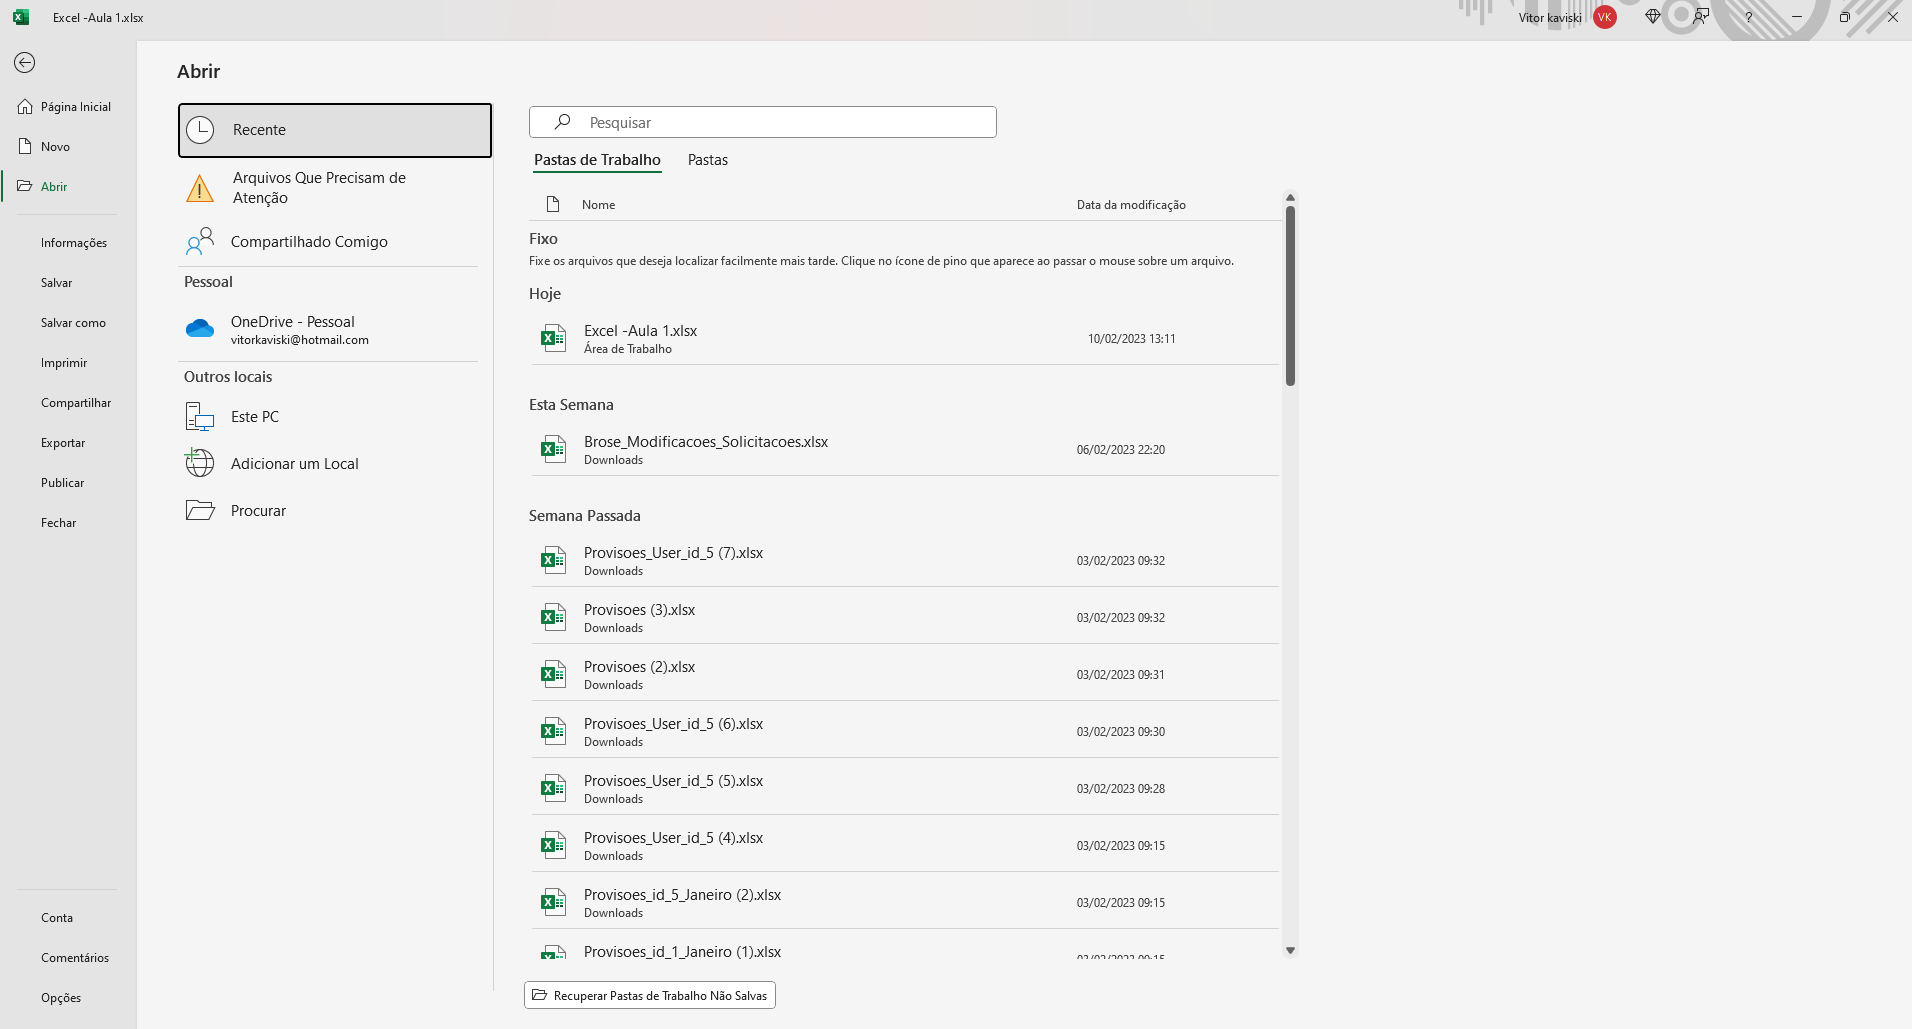 Excel -Aula 1.xlsx
Vitor kaviski
VK
?
Página Inicial
Novo
Abrir
Informações
Salvar
Salvar como
Imprimir
Compartilhar
Exportar
Publicar
Fechar
Conta
Comentários
Opções
Abrir
Recente
Arquivos Que Precisam de
Atenção
Compartilhado Comigo
Pessoal
OneDrive - Pessoal
vitorkaviski@hotmail.com
Outros locais
Este PC
Adicionar um Local
Procurar
Pesquisar
Pastas de Trabalho Pastas
Nome Data da modificação
Fixo
Fixe os arquivos que deseja localizar facilmente mais tarde. Clique no ícone de pino que aparece ao passar o mouse sobre um arquivo.
Hoje
Excel -Aula 1.xlsx
Área de Trabalho
10/02/2023 13:11
Esta Semana
Brose_Modificacoes_Solicitacoes.xlsx
Downloads
06/02/2023 22:20
Semana Passada
Provisoes_User_id_5 (7).xlsx
Downloads
03/02/2023 09:32
Provisoes (3).xlsx
Downloads
03/02/2023 09:32
Provisoes (2).xlsx
Downloads
03/02/2023 09:31
Provisoes_User_id_5 (6).xlsx
Downloads
03/02/2023 09:30
Provisoes_User_id_5 (5).xlsx
Downloads
03/02/2023 09:28
Provisoes_User_id_5 (4).xlsx
Downloads
03/02/2023 09:15
Provisoes_id_5_Janeiro (2).xlsx
Downloads
03/02/2023 09:15
Provisoes_id_1_Janeiro (1).xlsx
03/02/2023 09:15
Recuperar Pastas de Trabalho Não Salvas